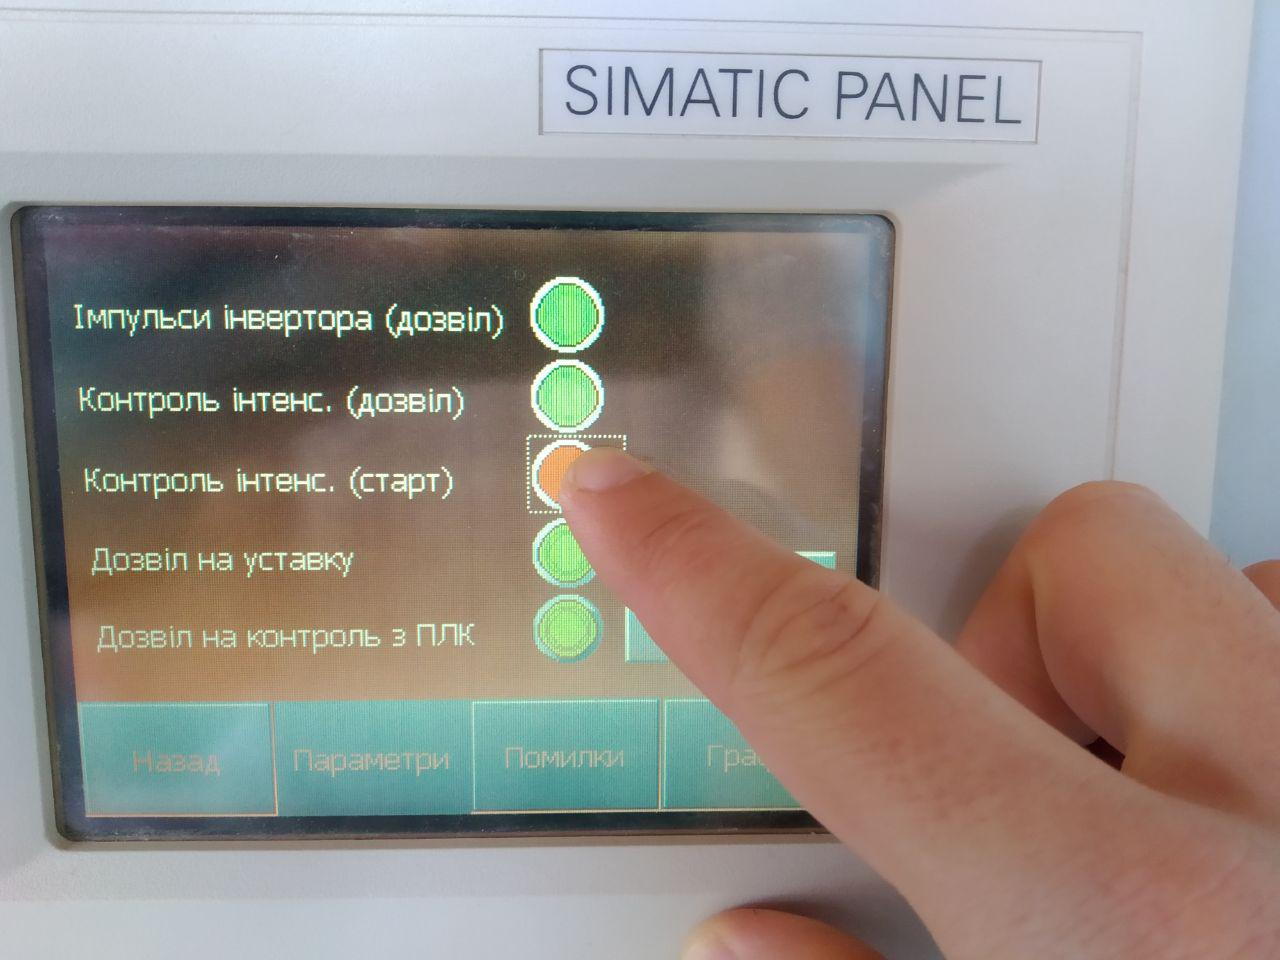 SIMATIC PANEL
Імпульси інвертора (дозвіл)
Контроль інтенс. (дозвіл)
Контроль інтенс. (старт)
Дозвіл на уставку
Дозвіл на контроль з ПЛК
Назад Параметри Помилки